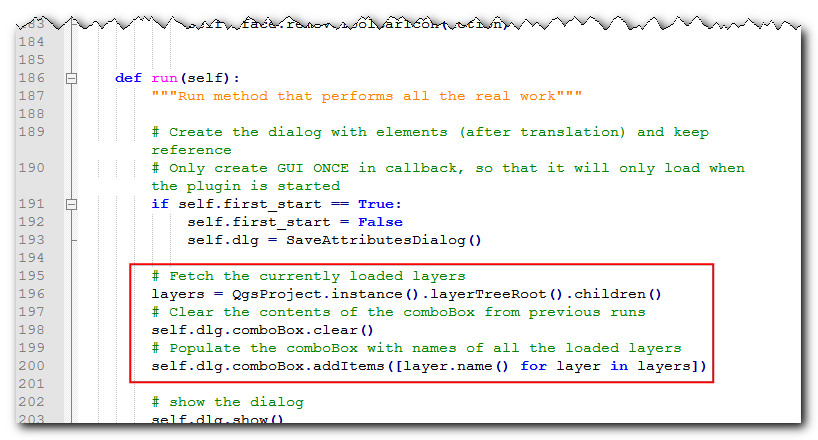 184
185
186 def run(self):
187 """Run method that performs all the real work"""
188
189 # Create the dialog with elements (after translation) and keep
reference
190 # Only create GUI ONCE in callback, so that it will only load when
the plugin is started
191 if self.first_start == True:
192 self.first_start = False
193 self.dlg = SaveAttributesDialog()
194
195 # Fetch the currently loaded layers
196 layers = QgsProject.instance().layerTreeRoot().children()
197 # Clear the contents of the comboBox from previous runs
198 self.dlg.comboBox.clear()
199 # Populate the comboBox with names of all the loaded layers
200 self.dlg.comboBox.addItems([layer.name() for layer in layers])
201
202 # show the dialog
203 self.dlg.show()